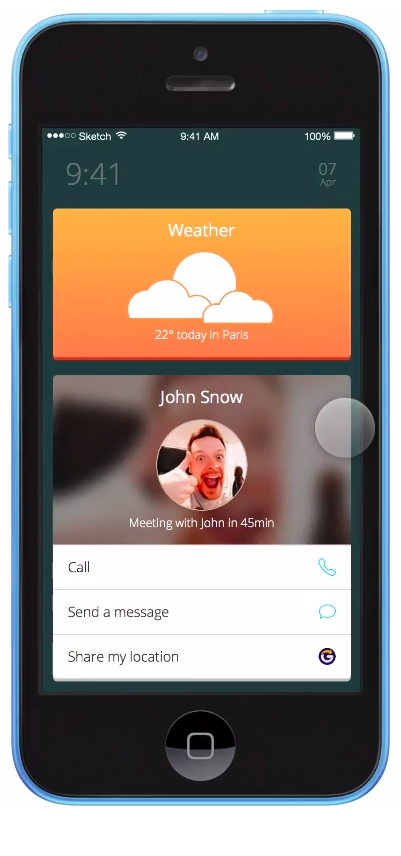 Sketch 9:41 AM 100%
9:41 07
Apr
Weather
22° today in Paris
John Snow
Meeting with John in 45min
Call
Send a message
Share my location